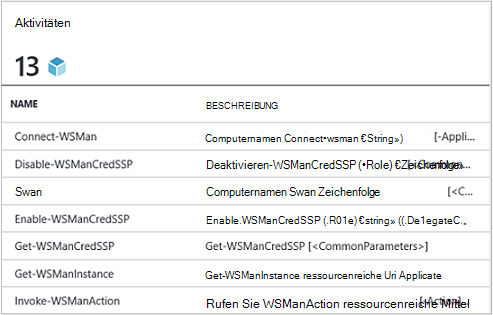 Aktivitäten
13
NAME BESCHREIBUNG
Connect-WSMan Computernamen Connect•wsman €String») [-Appli...
Disable-WSManCredSSP Deaktivieren-WSManCredSSP (•Role) €Zeichenfolgen
Swan Computernamen Swan Zeichenfolge [<C...
Enable-WSManCredSSP Enable.WSManCredSSP (.R01e) €string» ((.De1egateC.,
Get-WSManCredSSP Get-WSManCredSSP [<CommonParameters>]
Get-WSManInstance Get-WSManInstance ressourcenreiche Uri Applicate
Invoke-WSManAction Rufen Sie WSManAction ressourcenreiche Mittel